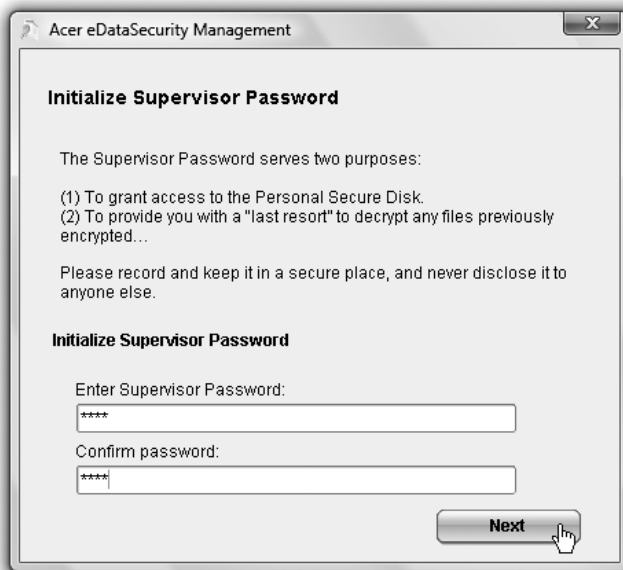 Acer eDataSecurity Management
X
Initialize Supervisor Password
The Supervisor Password serves two purposes:
(1) To grant access to the Personal Secure Disk.
(2) To provide you with a "last resort" to decrypt any files previously
encrypted...
Please record and keep it in a secure place, and never disclose it to
anyone else.
Initialize Supervisor Password
Enter Supervisor Password:
****
Confirm password:
****
Next